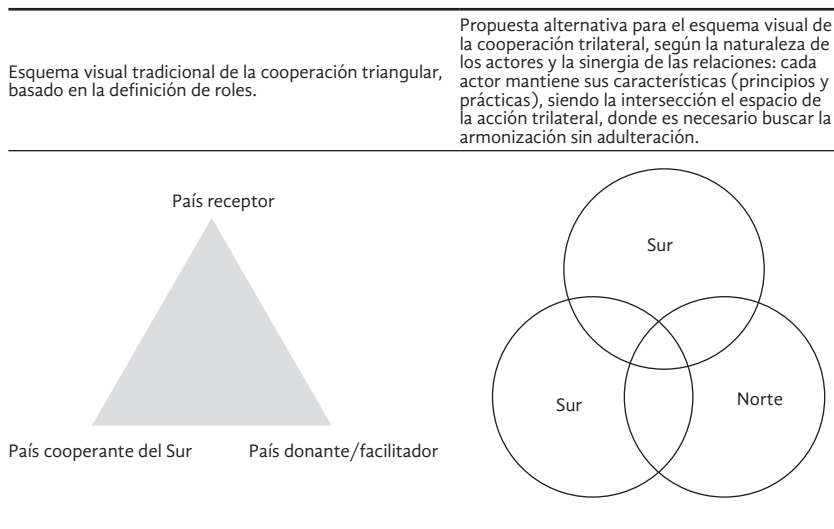 Esquema visual tradicional de la cooperación triangular,
basado en la definición de roles.
Propuesta alternativa para el esquema visual de
la cooperación trilateral, según la naturaleza de
los actores y la sinergia de las relaciones: cada
actor mantiene sus características (principios y
prácticas), siendo la intersección el espacio de
la acción trilateral, donde es necesario buscar la
armonización sin adulteración.
País receptor
País cooperante del Sur
País donante/facilitador
Sur
Sur
Norte